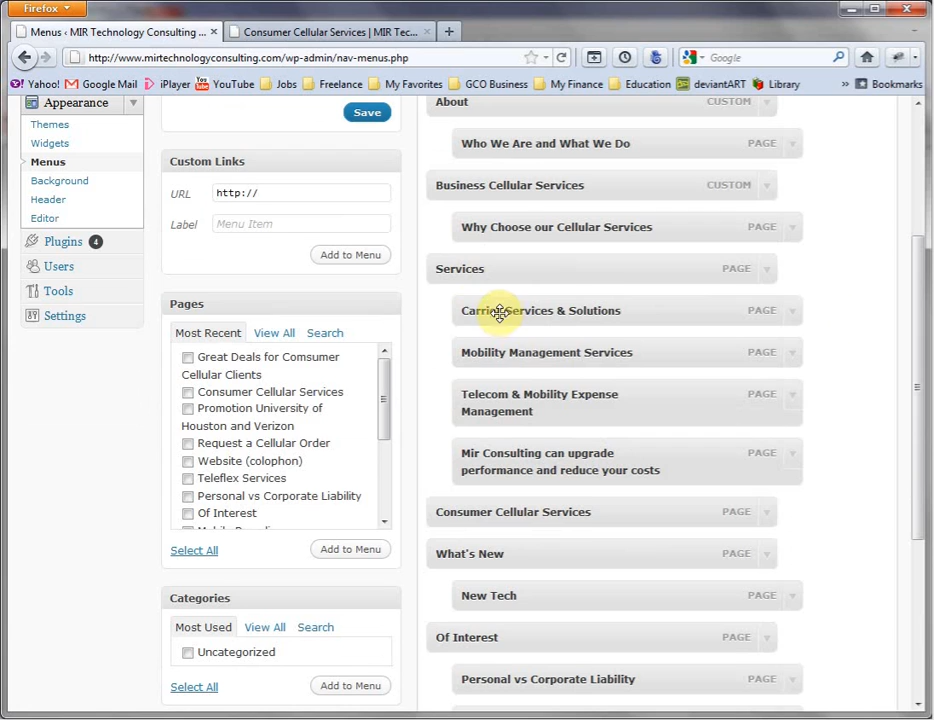 Firefox
Menus ‹ MIR Technology Consulting ...
Consumer Cellular Services | MIR Tec...
http://www.mirtechnologyconsulting.com/wp-admin/nav-menus.php
Google
Yahoo!
Google Mail
iPlayer
YouTube
Jobs
Freelance
My Favorites
GCO Business
My Finance
Education
deviantART
Library
»
Bookmarks
Appearance
Themes
Widgets
Menus
Background
Header
Editor
Plugins 4
Users
Tools
Settings
Save
Custom Links
URL http://
Label Menu Item
Add to Menu
Pages
Most Recent View All Search
Great Deals for Comsumer
Cellular Clients
Consumer Cellular Services
Promotion University of
Houston and Verizon
Request a Cellular Order
Website (colophon)
Teleflex Services
Personal vs Corporate Liability
Of Interest
Select All
Add to Menu
Categories
Most Used View All Search
Uncategorized
Select All
Add to Menu
About CUSTOM
Who We Are and What We Do PAGE
Business Cellular Services CUSTOM
Why Choose our Cellular Services PAGE
Services PAGE
Carrier Services & Solutions PAGE
Mobility Management Services PAGE
Telecom & Mobility Expense PAGE
Management
Mir Consulting can upgrade PAGE
performance and reduce your costs
Consumer Cellular Services PAGE
What's New PAGE
New Tech PAGE
Of Interest PAGE
Personal vs Corporate Liability PAGE